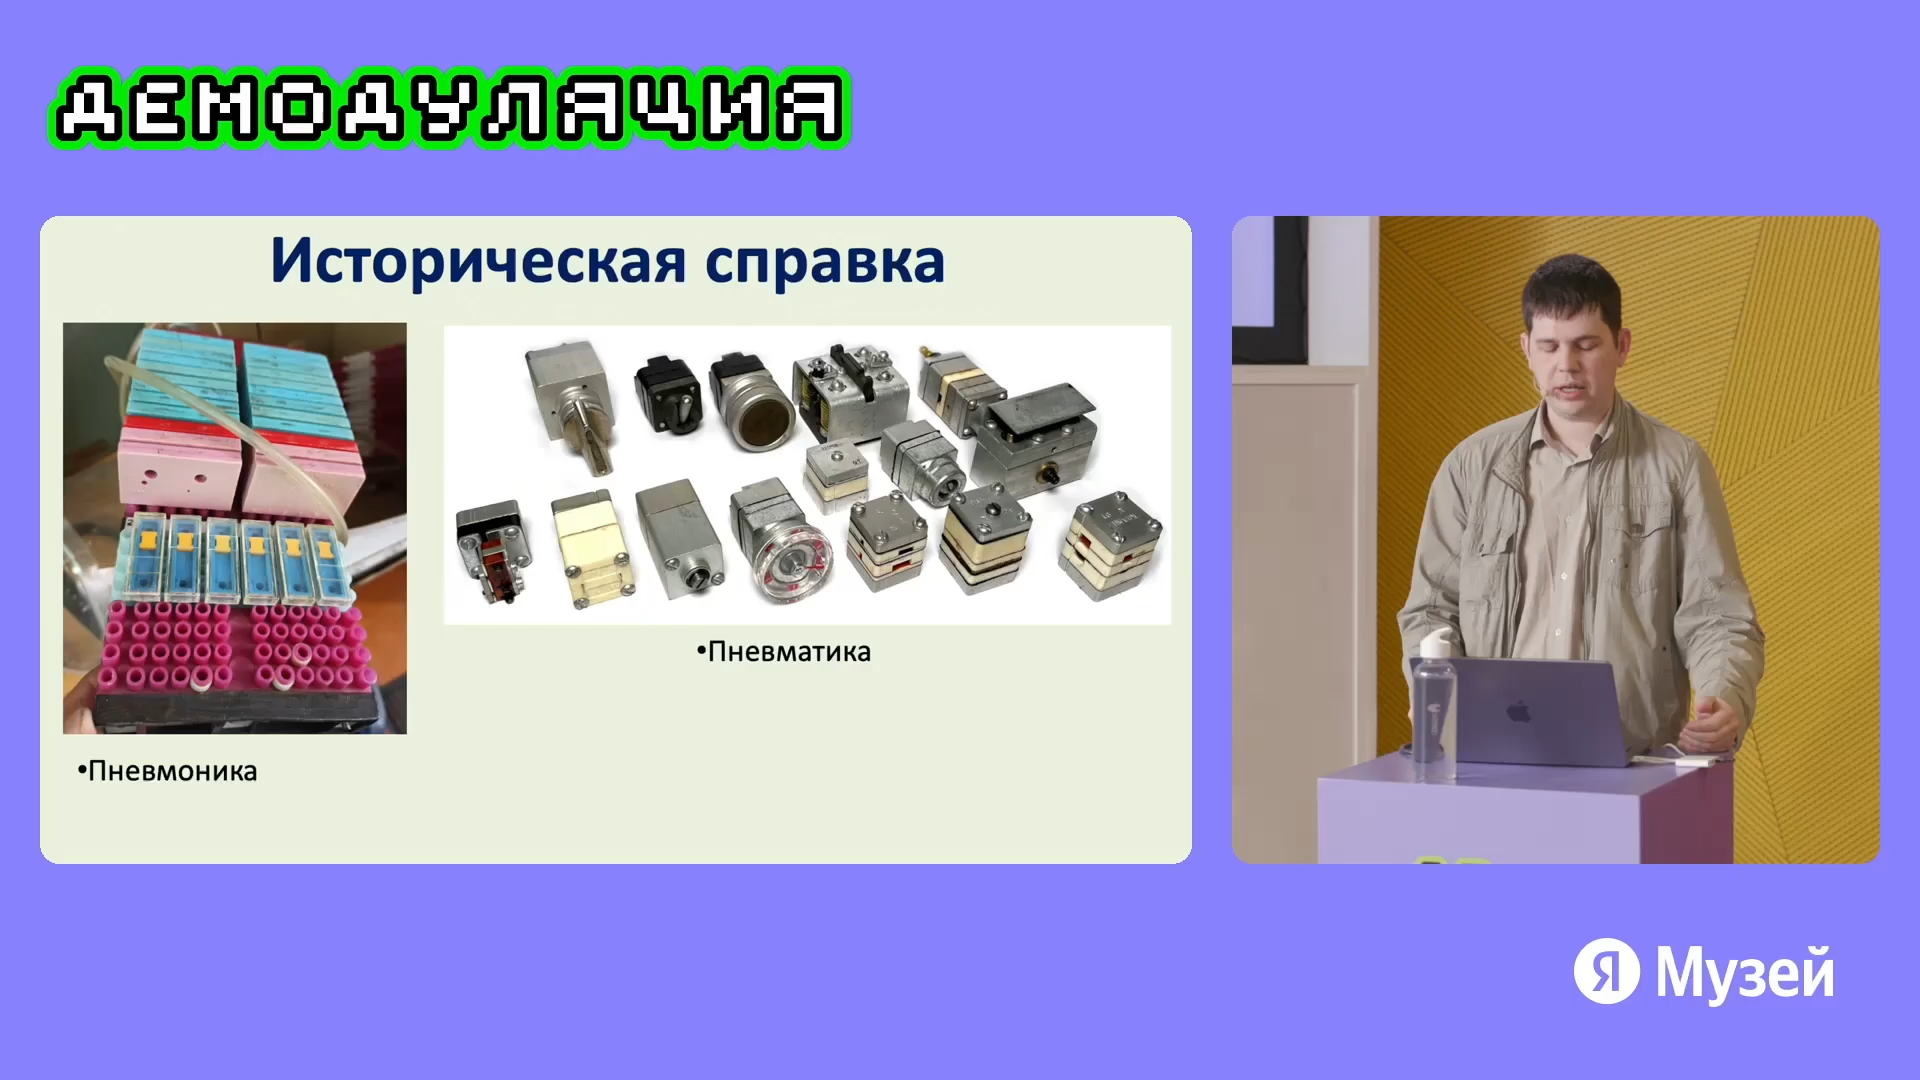 ДЕМОДУЛЯЦИЯ
Историческая справка
•Пневматика
•Пневмоника
Я Музей